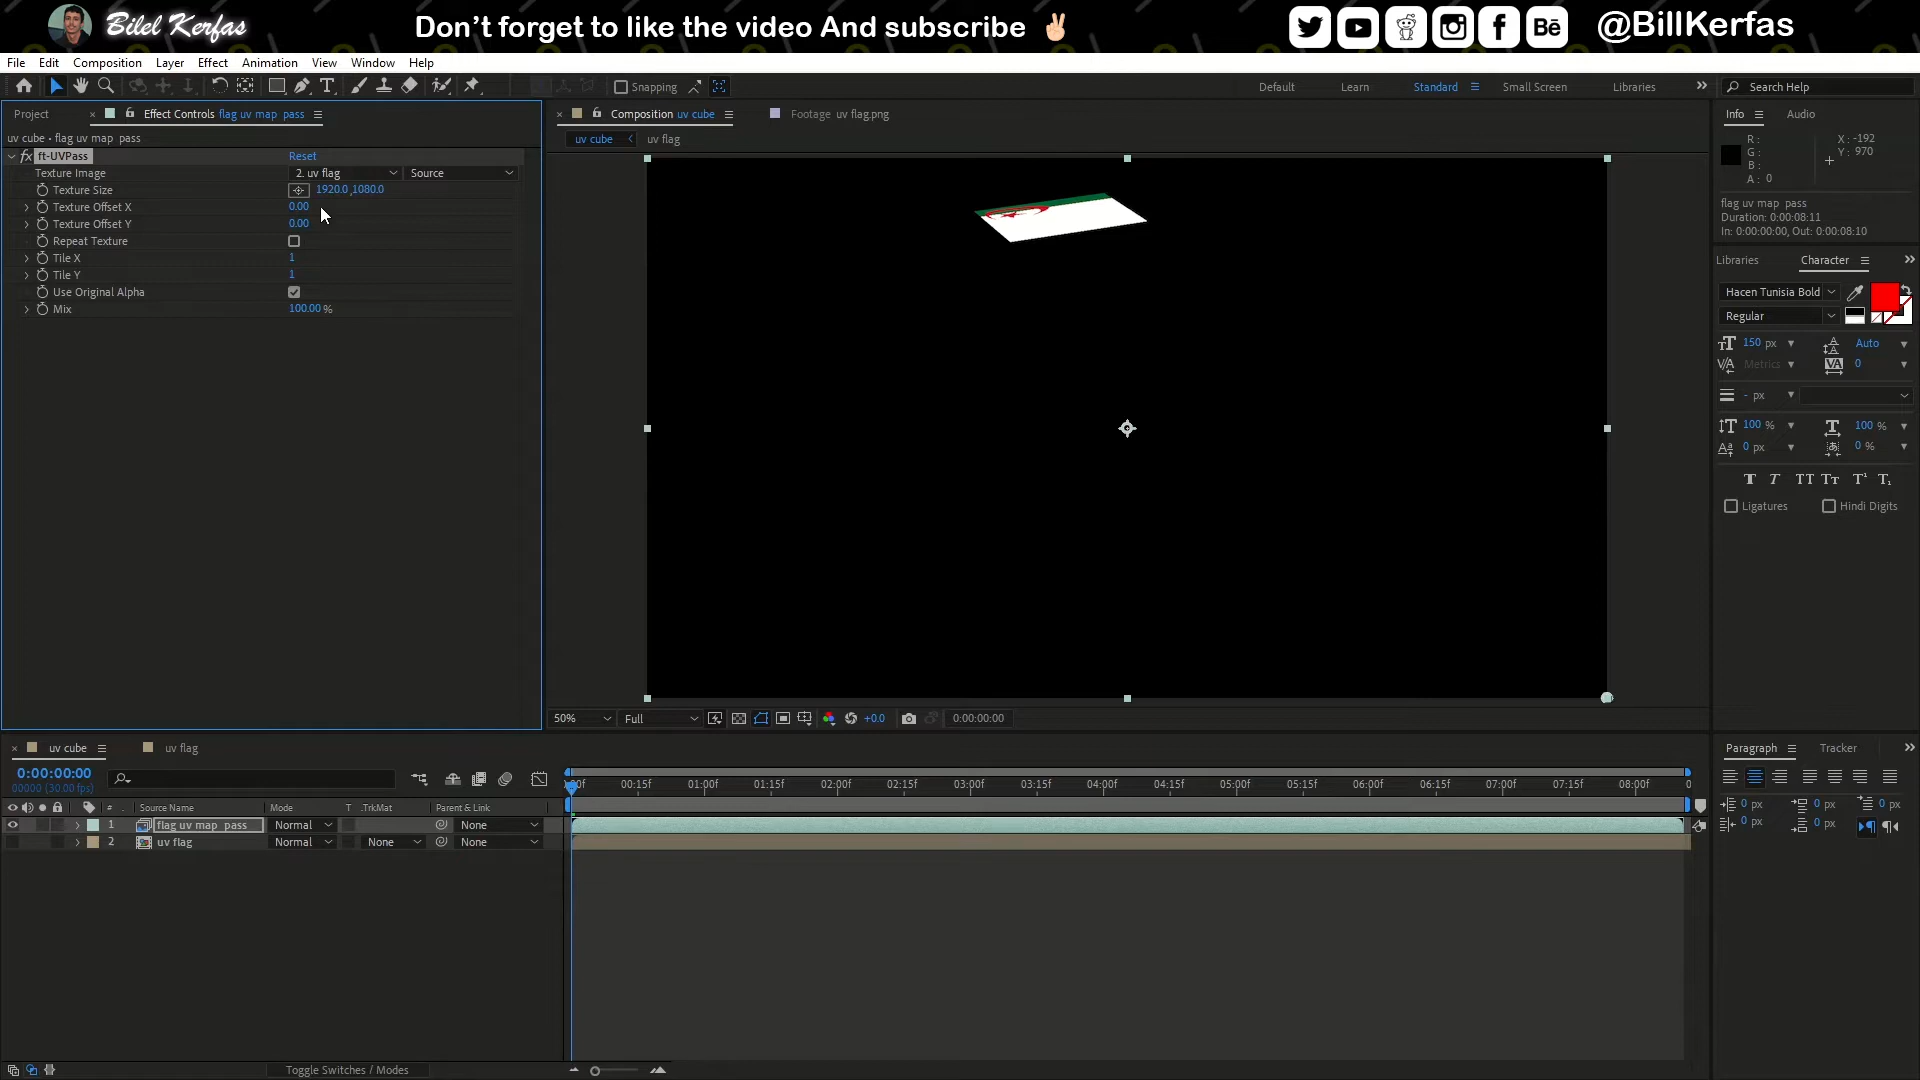 Bilel Kerfas
Don’t forget to like the video And subscribe ✌🏻
@BillKerfas
File Edit Composition Layer Effect Animation View Window Help
Snapping
Default Learn Standard Small Screen Libraries
Search Help
Project
Effect Controls flag uv map pass
uv cube • flag uv map pass
fx ft-UVPass Reset
Texture Image 2. uv flag Source
Texture Size 1920.0 ,1080.0
Texture Offset X 0.00
Texture Offset Y 0.00
Repeat Texture
Tile X 1
Tile Y 1
Use Original Alpha
Mix 100.00 %
Composition uv cube
Footage uv flag.png
uv cube uv flag
50% Full +0.0 0:00:00:00
Info Audio
R :
G :
B :
A : 0
X : -192
Y : 970
flag uv map pass
Duration: 0:00:08:11
In: 0:00:00:00, Out: 0:00:08:10
Libraries Character
Hacen Tunisia Bold
Regular
150 px Auto
Metrics 0
- px
100 % 100 %
0 px 0 %
T T TT Tt T¹ T₁
Ligatures Hindi Digits
Paragraph Tracker
0 px 0 px 0 px
0 px 0 px
uv cube uv flag
0:00:00:00
00000 (30.00 fps)
:00f 00:15f 01:00f 01:15f 02:00f 02:15f 03:00f 03:15f 04:00f 04:15f 05:00f 05:15f 06:00f 06:15f 07:00f 07:15f 08:00f 0
# Source Name Mode T .TrkMat Parent & Link
1 flag uv map pass Normal None
2 uv flag Normal None None
Toggle Switches / Modes